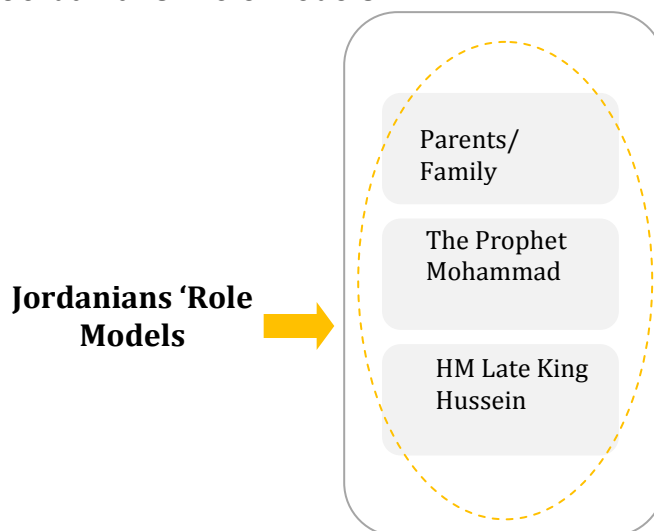 Jordanians ‘Role
Models
Parents/
Family
The Prophet
Mohammad
HM Late King
Hussein